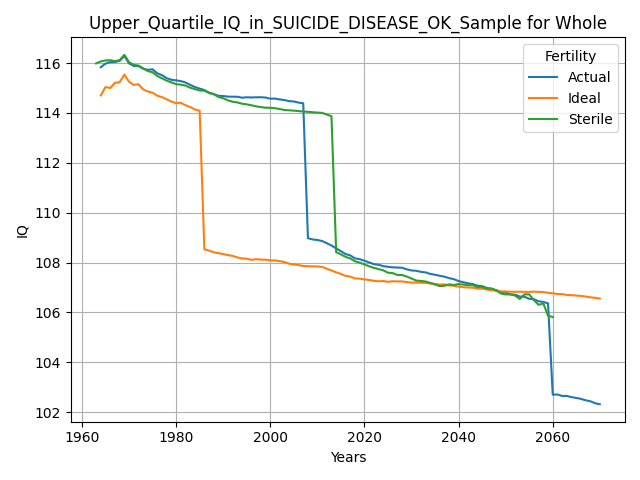 Upper_Quartile_IQ_in_SUICIDE_DISEASE_OK_Sample for Whole
Fertility
Actual
Ideal
Sterile
IQ
116
114
112
110
108
106
104
102
1960
1980
2000
2020
2040
2060
Years